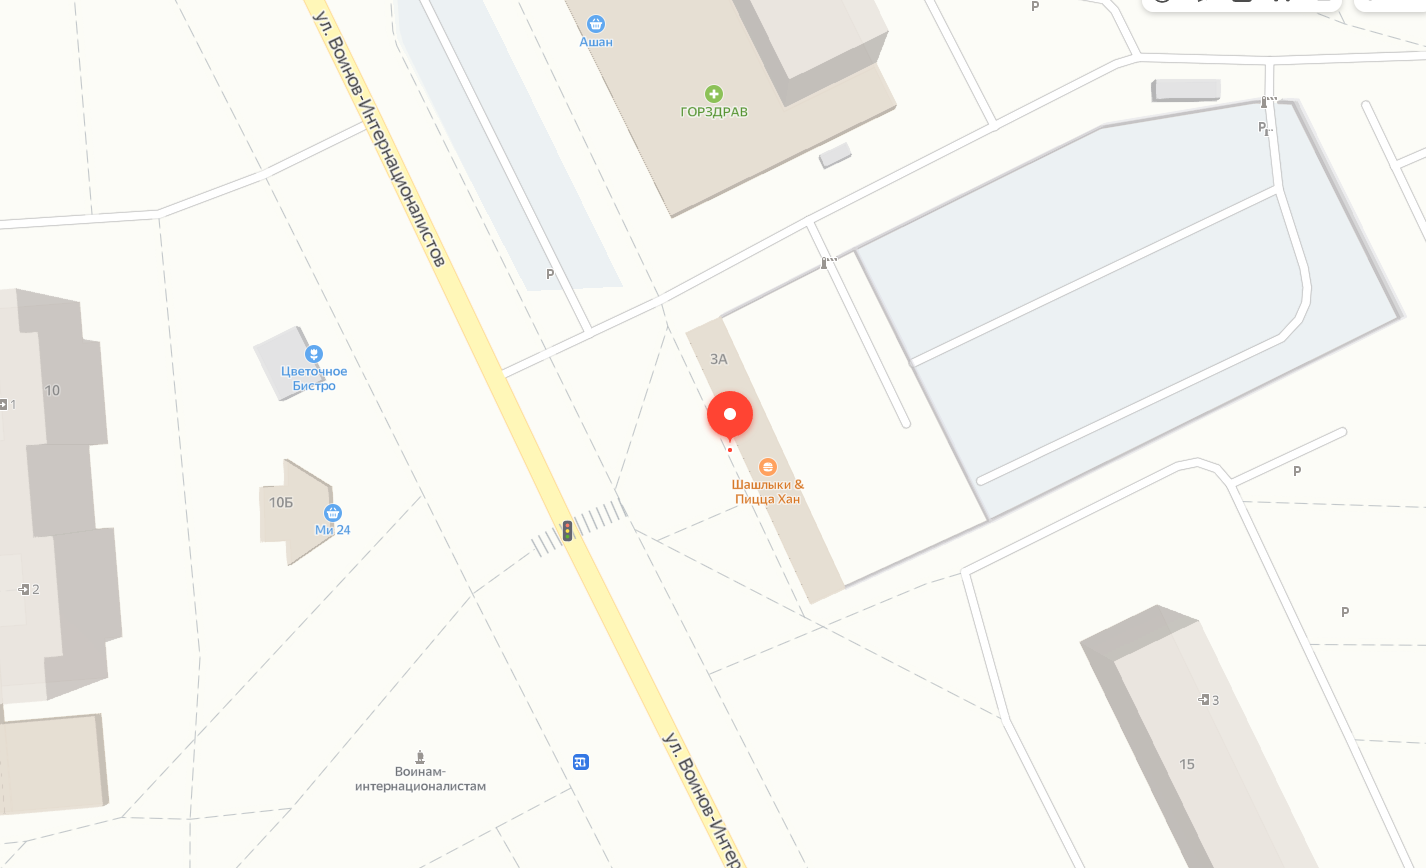 P
ул. Воинов-Интернационалистов
Ашан
ГОРЗДРАВ
P...
P
3А
10
1
Цветочное
Бистро
Шашлыки &
Пицца Хан
P
10Б
Ми 24
2
P
3
15
Воинам-
интернационалистам
ул. Воинов-Интер